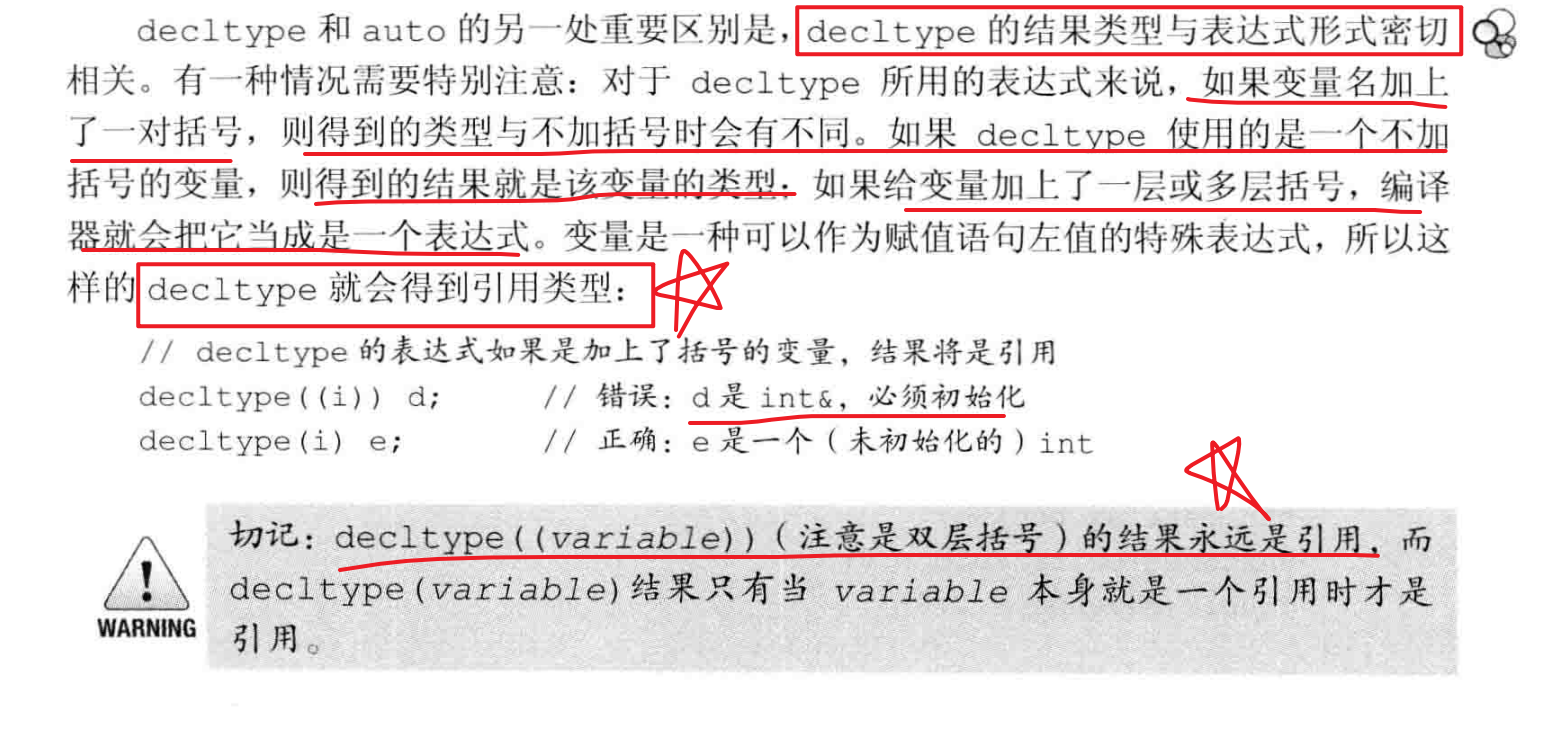 decltype 和 auto 的另一处重要区别是，decltype 的结果类型与表达式形式密切
相关。有一种情况需要特别注意：对于 decltype 所用的表达式来说，如果变量名加上
了一对括号，则得到的类型与不加括号时会有不同。如果 decltype 使用的是一个不加
括号的变量，则得到的结果就是该变量的类型；如果给变量加上了一层或多层括号，编译
器就会把它当成是一个表达式。变量是一种可以作为赋值语句左值的特殊表达式，所以这
样的 decltype 就会得到引用类型：
// decltype 的表达式如果是加上了括号的变量，结果将是引用
decltype((i)) d; // 错误：d 是 int&，必须初始化
decltype(i) e; // 正确：e 是一个（未初始化的）int
切记：decltype((variable))（注意是双层括号）的结果永远是引用，而
decltype(variable)结果只有当 variable 本身就是一个引用时才是
引用。
WARNING